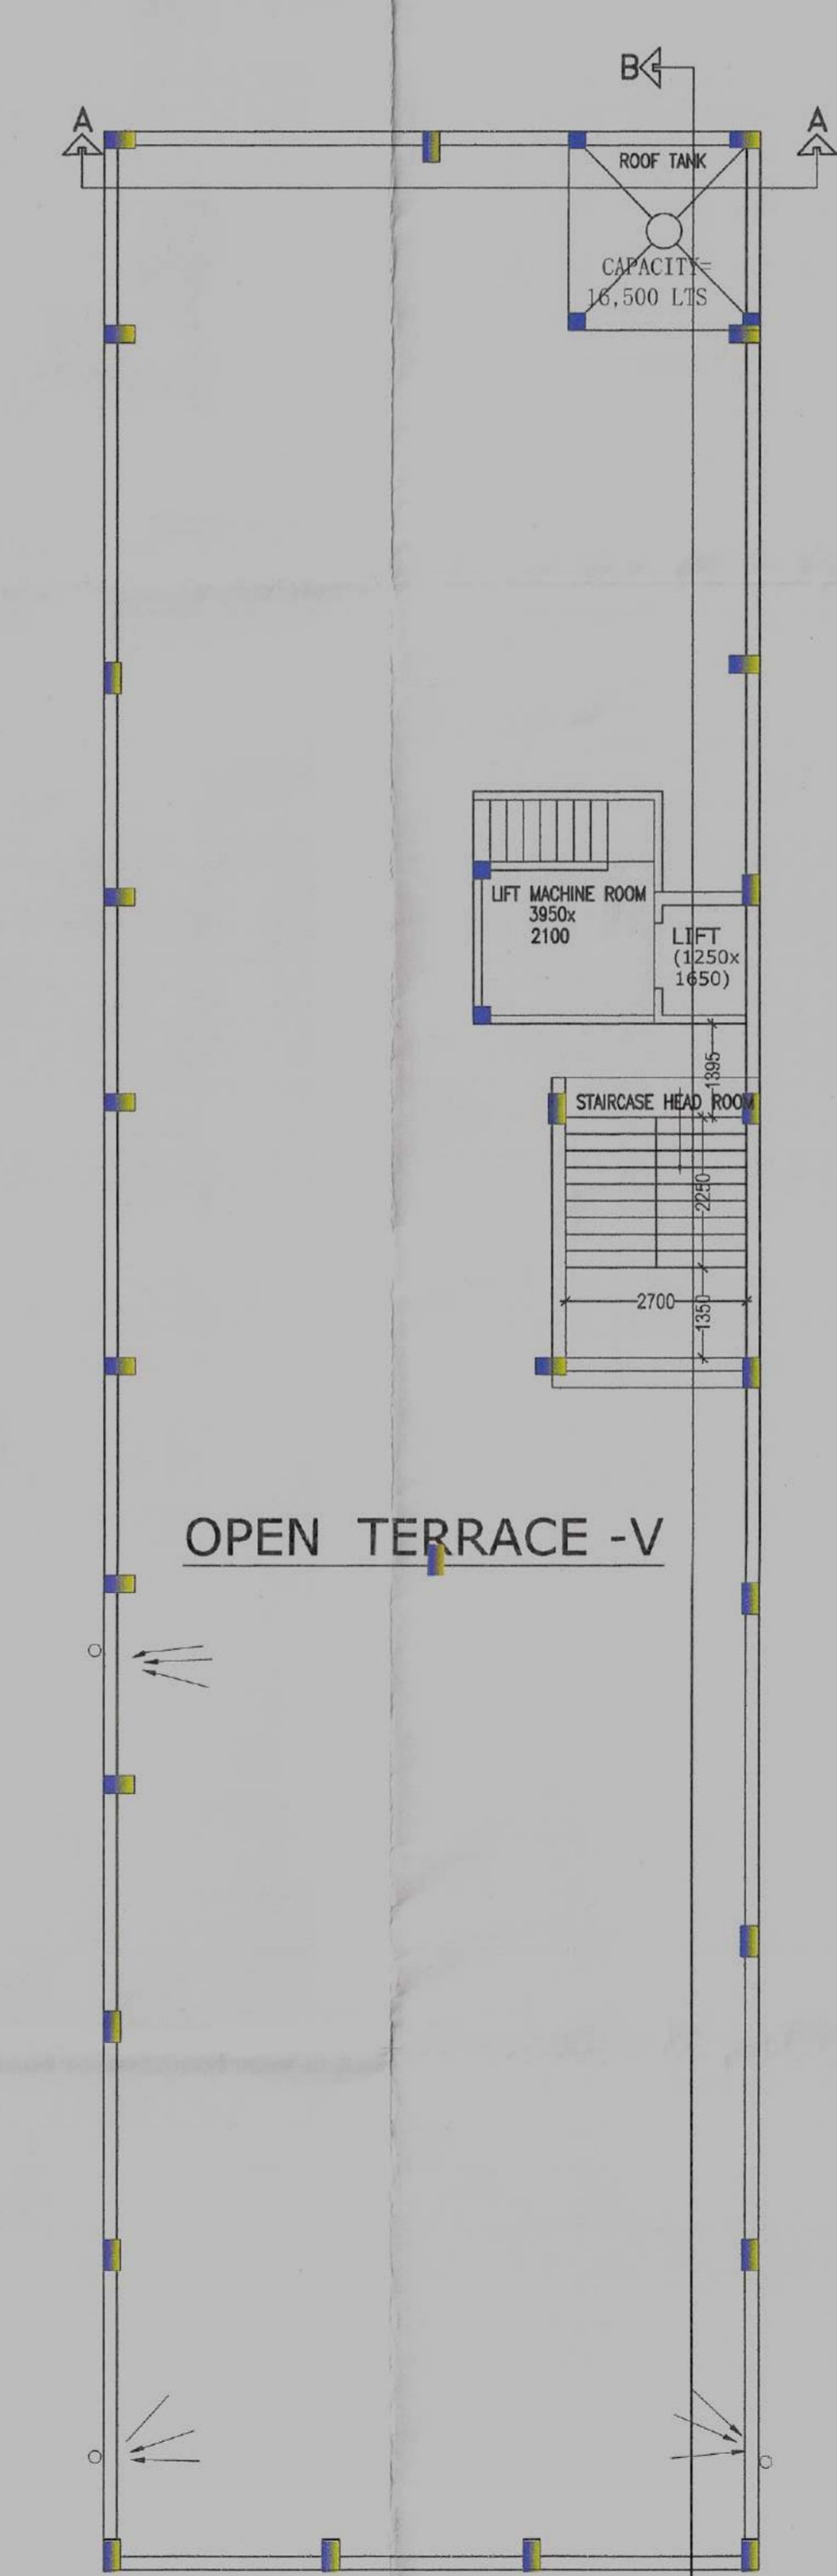 B
A
A
ROOF TANK
CAPACITY=
16,500 LTS
LIFT MACHINE ROOM
3950x
2100
LIFT
(1250x
1650)
1395
STAIRCASE HEAD ROOM
2250
2700
1350
OPEN TERRACE -V